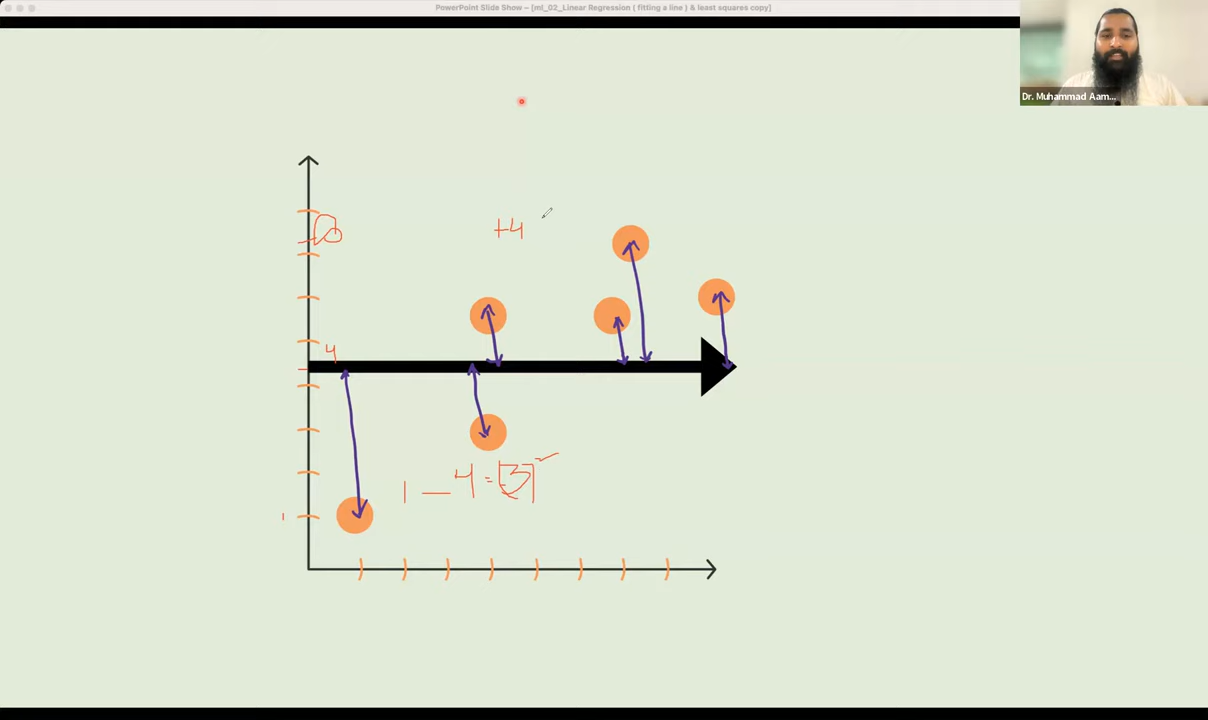 PowerPoint Slide Show – [ml_02_Linear Regression ( fitting a line ) & least squares copy]
Dr. Muhammad Aam...
+4
4
1 — 4 = 3
1